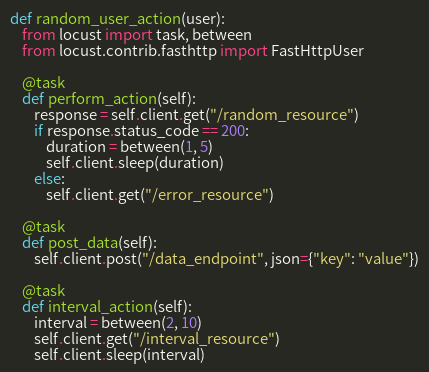 def random_user_action(user):
    from locust import task, between
    from locust.contrib.fasthttp import FastHttpUser

    @task
    def perform_action(self):
        response = self.client.get("/random_resource")
        if response.status_code == 200:
            duration = between(1, 5)
            self.client.sleep(duration)
        else:
            self.client.get("/error_resource")

    @task
    def post_data(self):
        self.client.post("/data_endpoint", json={"key": "value"})

    @task
    def interval_action(self):
        interval = between(2, 10)
        self.client.get("/interval_resource")
        self.client.sleep(interval)